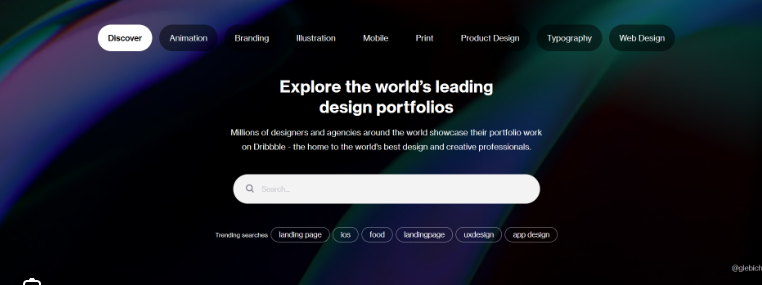 Discover Animation Branding Illustration Mobile Print Product Design Typography Web Design
Explore the world's leading
design portfolios
Millions of designers and agencies around the world showcase their portfolio work
on Dribbble - the home to the world's best design and creative professionals.
Search...
Trending searches landing page ios food landingpage uxdesign app design
@glebich